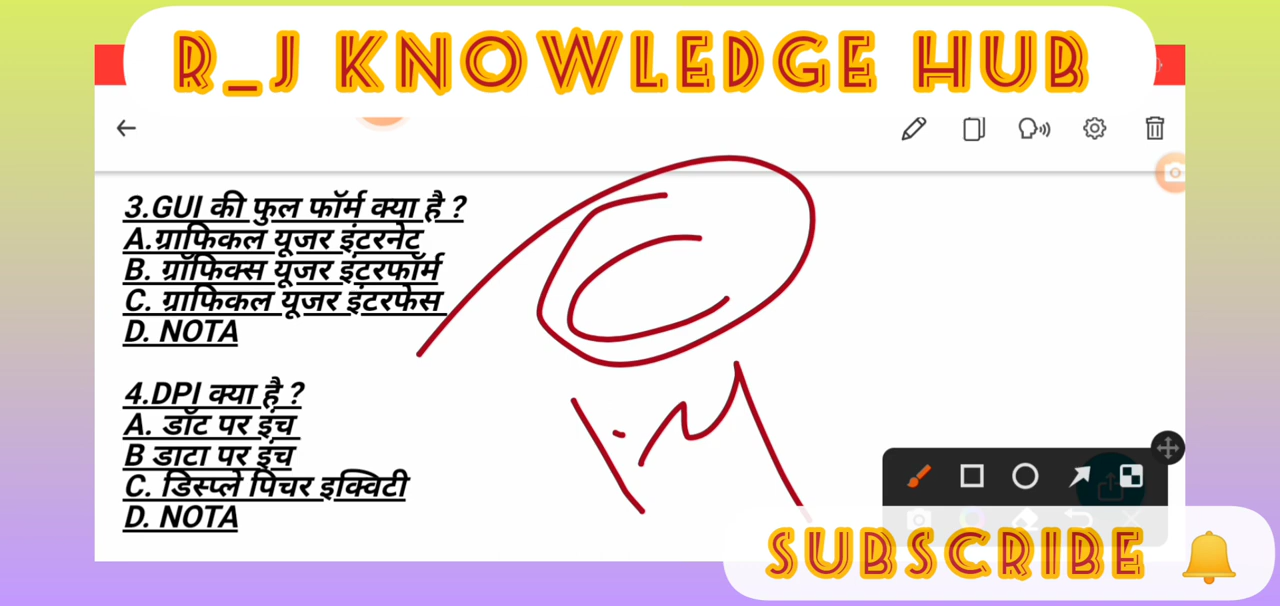 R_J KNOWLEDGE HUB
3.GUI की फुल फॉर्म क्या है ?
A.ग्राफिकल यूजर इंटरनेट
B. ग्रॉफिक्स यूजर इंटरफॉर्म
C. ग्राफिकल यूजर इंटरफेस
D. NOTA
4.DPI क्या है ?
A. डॉट पर इंच
B डाटा पर इंच
C. डिस्प्ले पिचर इक्विटी
D. NOTA
SUBSCRIBE